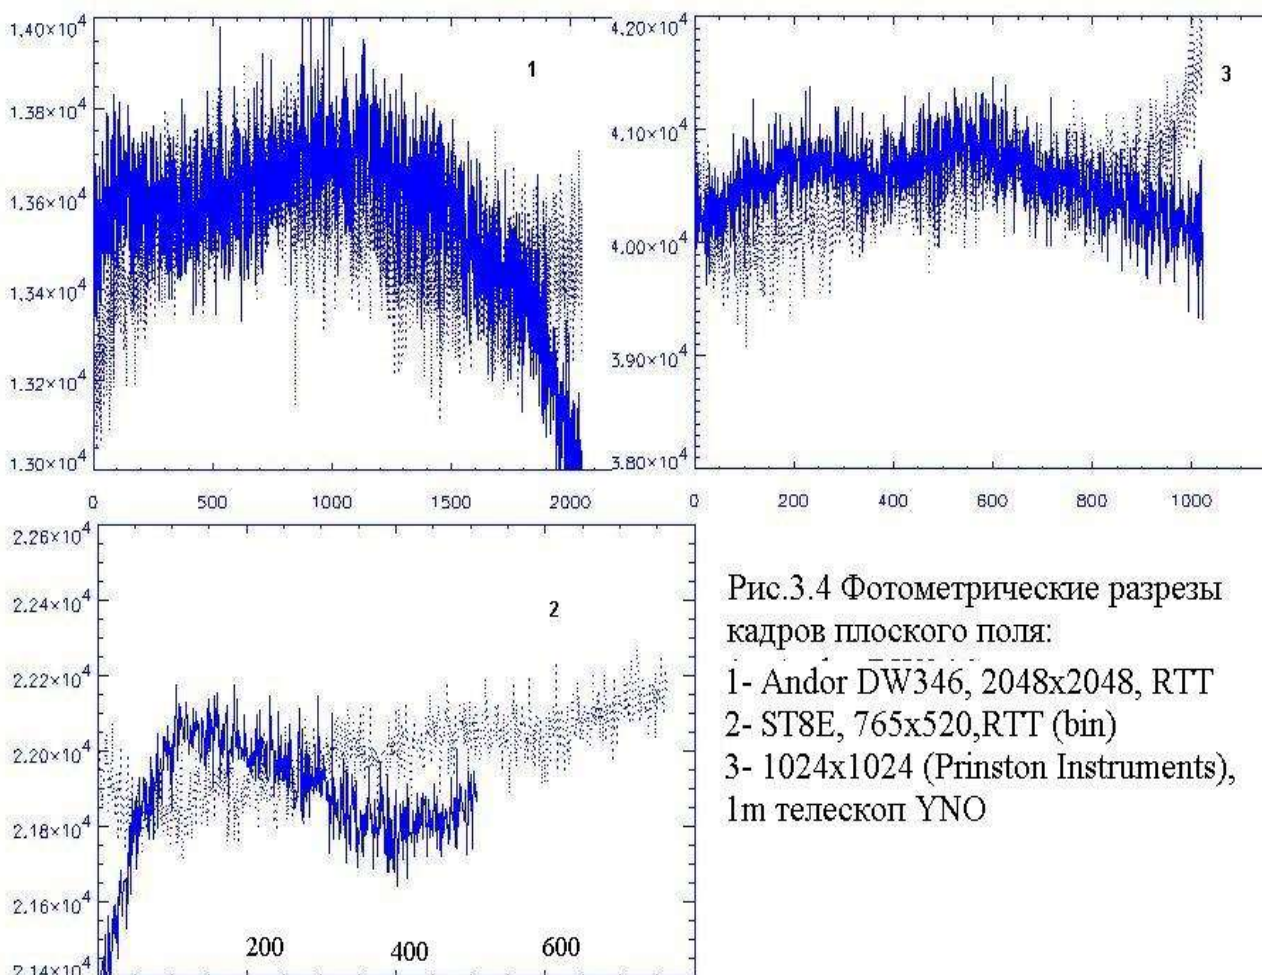 1.40×10⁴
1.38×10⁴
1.36×10⁴
1.34×10⁴
1.32×10⁴
1.30×10⁴
0 500 1000 1500 2000
1
4.20×10⁴
4.10×10⁴
4.00×10⁴
3.90×10⁴
3.80×10⁴
0 200 400 600 800 1000
3
2.26×10⁴
2.24×10⁴
2.22×10⁴
2.20×10⁴
2.18×10⁴
2.16×10⁴
2.14×10⁴
200 400 600
2
Рис.3.4 Фотометрические разрезы
кадров плоского поля:
1- Andor DW346, 2048x2048, RTT
2- ST8E, 765x520,RTT (bin)
3- 1024x1024 (Prinston Instruments),
1m телескоп YNO